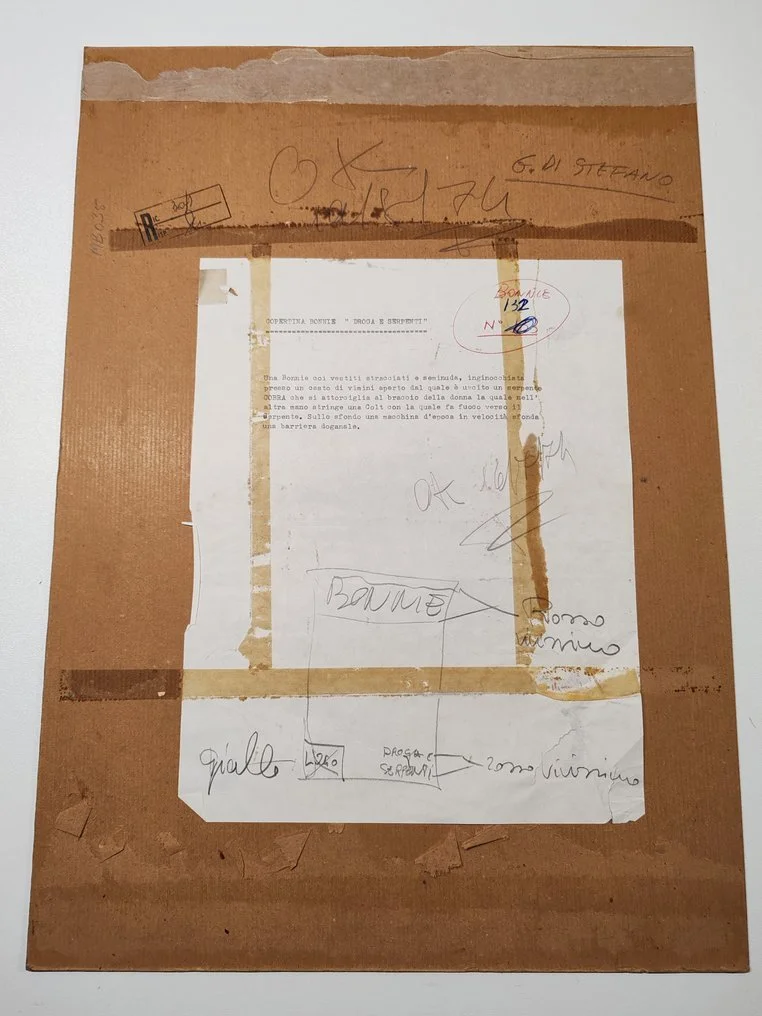 OK
G. DI STEFANO
BONNIE
132
N°
COPERTINA BONNIE " DROGA E SERPENTI"
Una Bonnie coi vestiti stracciati e seminuda, inginocchiata
presso un cesto di vimini aperto dal quale è uscito un serpente
COBRA che si attorciglia al braccio della donna la quale nell'
altra mano stringe una Colt con la quale fa fuoco verso il
Serpente. Sullo sfondo una macchina d'epoca in velocità sfonda
una barriera doganale.
OK
BONNIE
Rosso
vivissimo
giallo
L.250
DROGA E
SERPENTI
rosso vivissimo